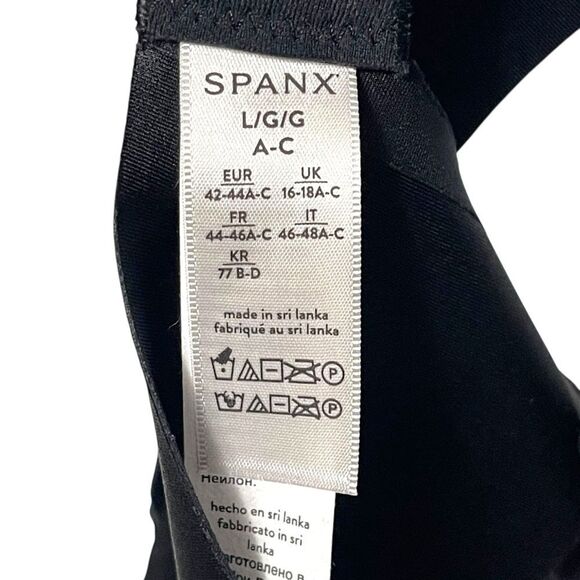 SPANX
L/G/G
A-C
EUR UK
42-44A-C 16-18A-C
FR IT
44-46A-C 46-48A-C
KR
77 B-D
made in sri lanka
fabriqué au sri lanka
P
P
Нейлон.
hecho en sri lanka
fabbricato in sri
lanka